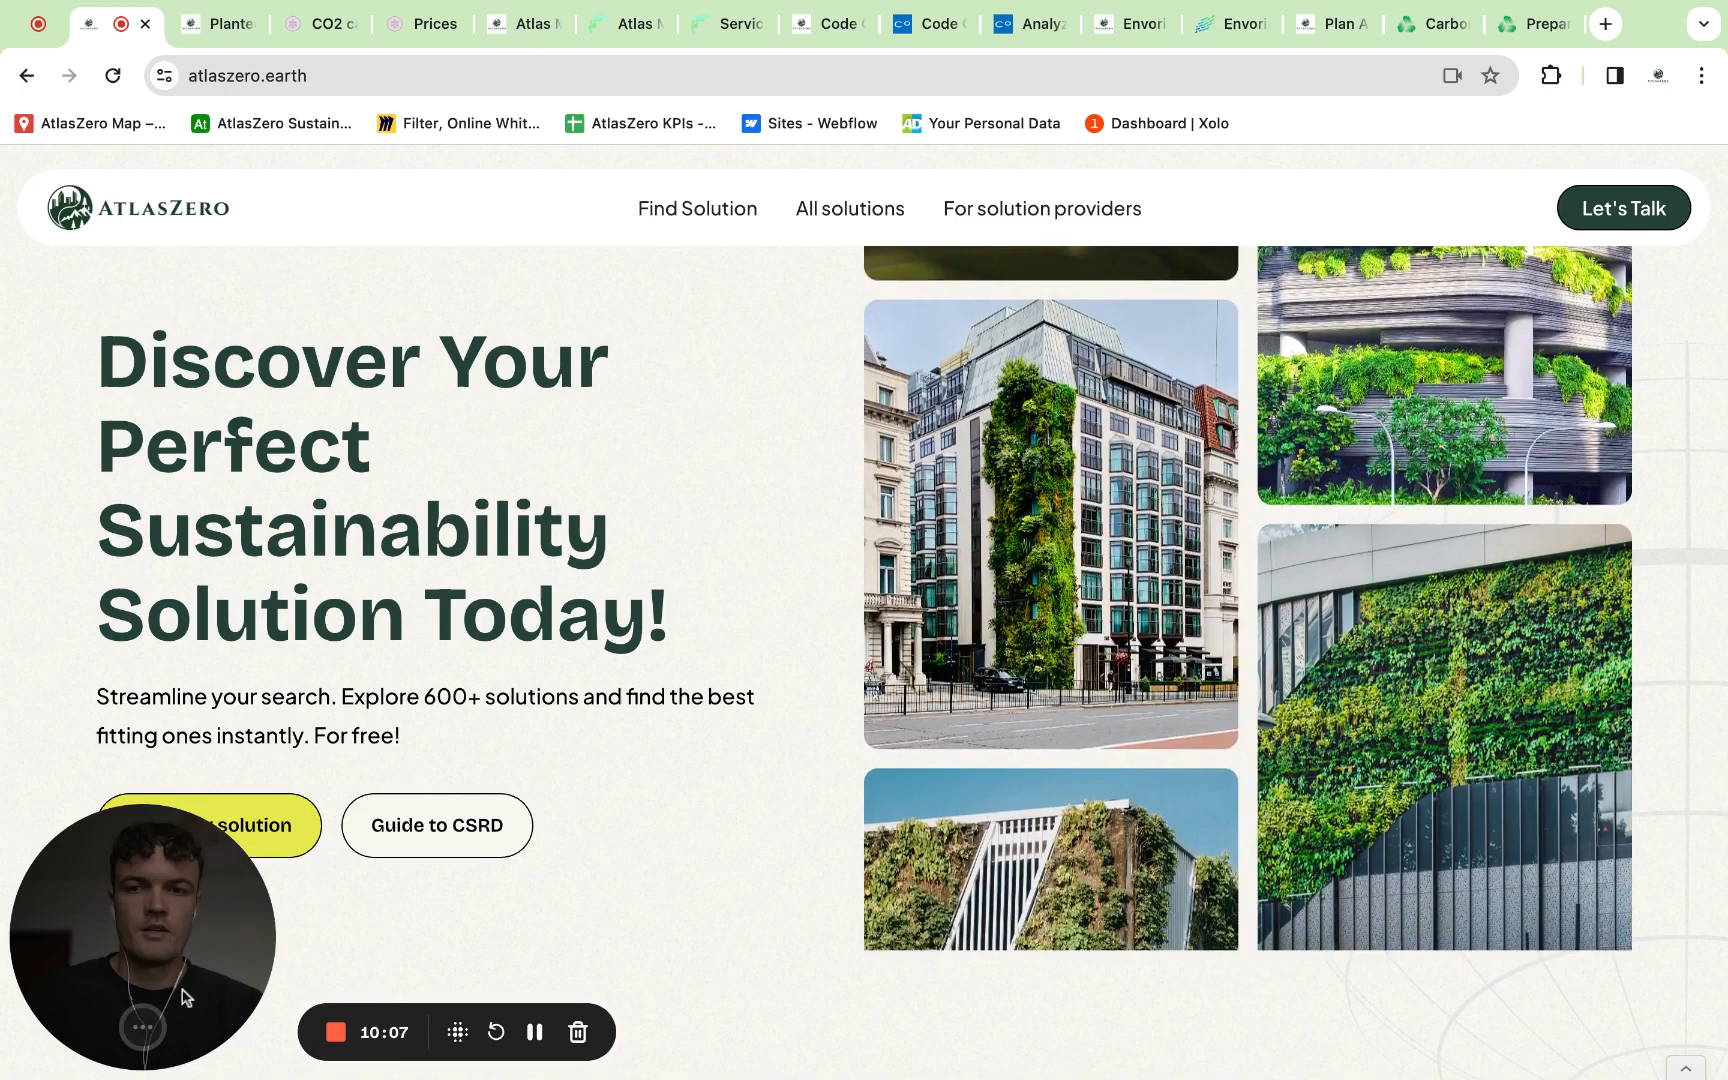 Plante
CO2 c
Prices
Atlas
Atlas
Servic
Code
Code
Analyz
Envori
Envori
Plan A
Carbo
Prepar
atlaszero.earth
AtlasZero Map –...
AtlasZero Sustain...
Filter, Online Whit...
AtlasZero KPIs -...
Sites - Webflow
Your Personal Data
Dashboard | Xolo
ATLASZERO
Find Solution
All solutions
For solution providers
Let's Talk
Discover Your
Perfect
Sustainability
Solution Today!
Streamline your search. Explore 600+ solutions and find the best
fitting ones instantly. For free!
solution
Guide to CSRD
10:07